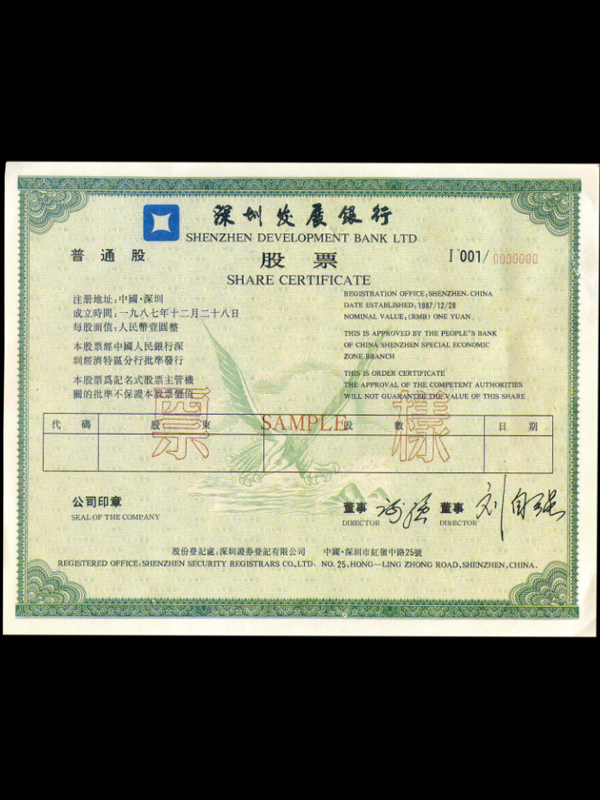 深圳发展銀行
SHENZHEN DEVELOPMENT BANK LTD
普通股
股票
I 001/0000000
SHARE CERTIFICATE
注册地址:中國·深圳
成立時間:一九八七年十二月二十八日
每股面值:人民幣壹圓整
本股票經中國人民銀行深
圳經濟特區分行批準發行
本股票爲記名式股票主管機
關的批準不保證本股票價值
REGISTRATION OFFICE, SHENZHEN. CHINA
DATE ESTABLISHED, 1987/12/28
NOMINAL VALUE, (RMB) ONE YUAN
THIS IS APPROVED BY THE PEOPLE'S BANK
OF CHINA SHENZHEN SPECIAL ECONOMIC
ZONE BRANCH
THIS IS ORDER CERTIFICATE
THE APPROVAL OF THE COMPETENT AUTHORITIES
WILL NOT GUARANTEE THE VALUE OF THIS SHARE
票 SAMPLE 樣
代碼 股東 股數 日期
公司印章
SEAL OF THE COMPANY
董事
DIRECTOR
董事
DIRECTOR
刘自强
股份登記處:深圳證券登記有限公司 中國·深圳市紅嶺中路25號
REGISTERED OFFICE: SHENZHEN SECURITY REGISTRARS CO., LTD. NO. 25, HONG—LING ZHONG ROAD, SHENZHEN, CHINA.